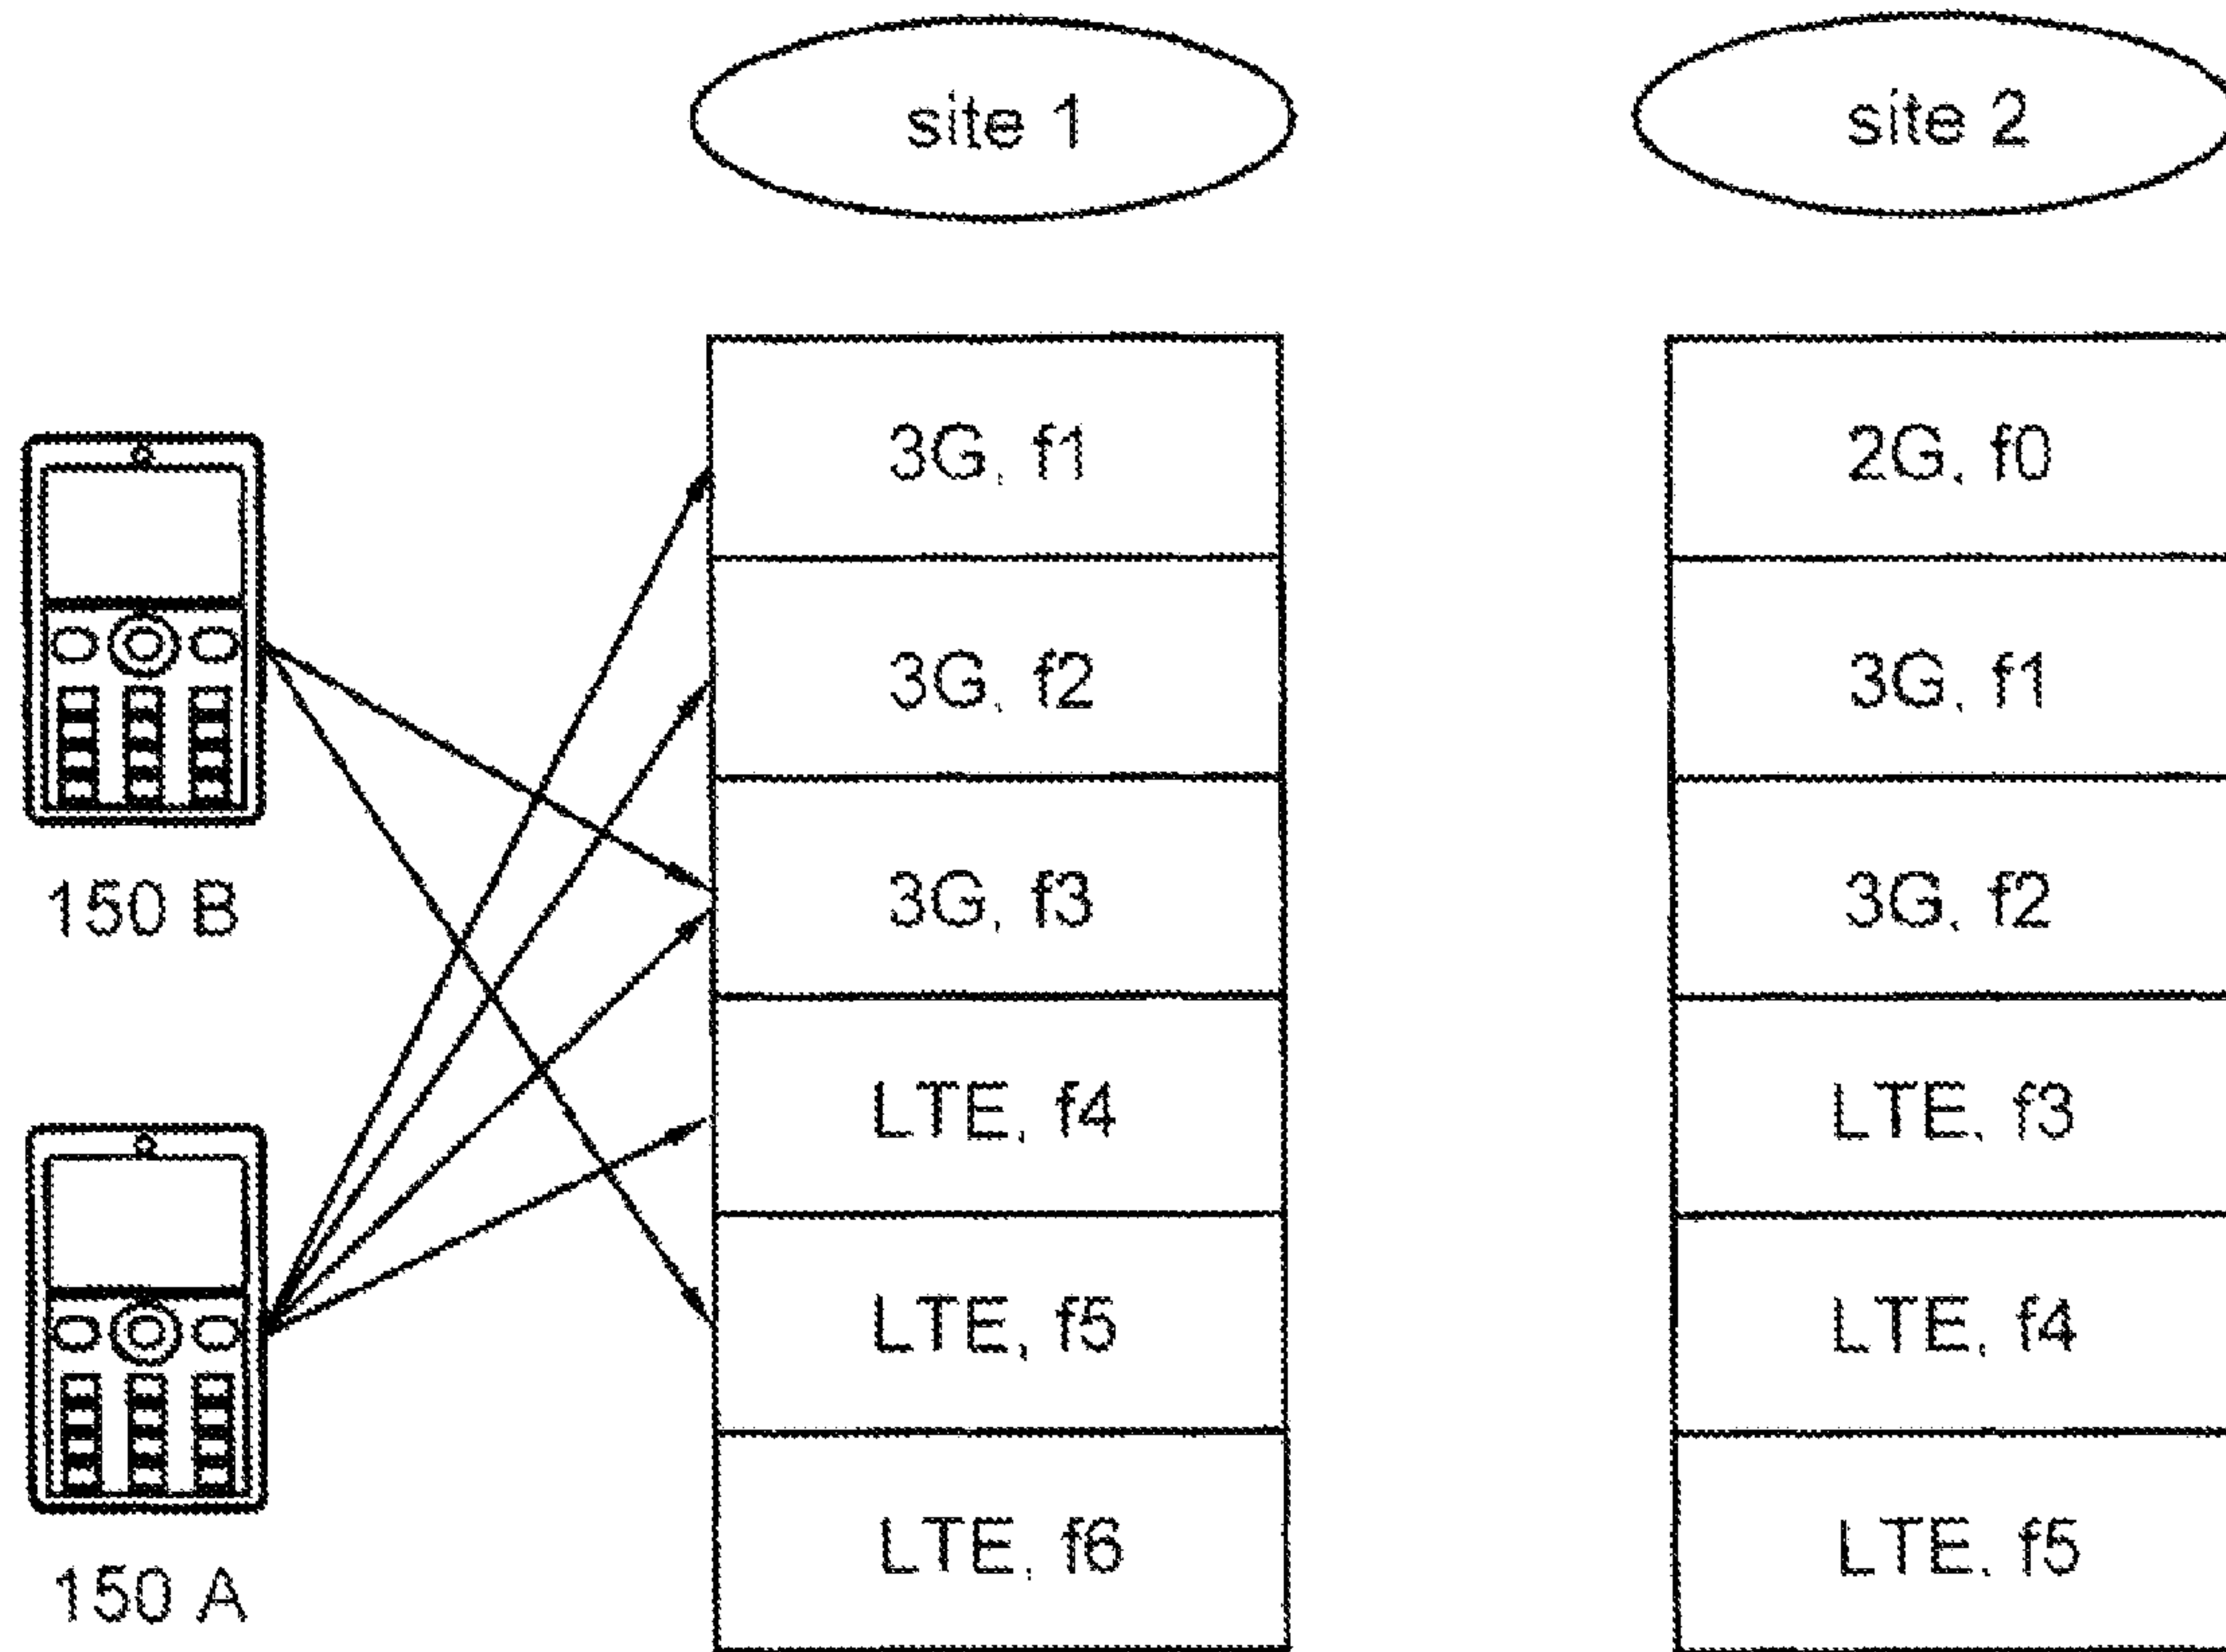 site 1
site 2
3G, f1
2G, f0
3G, f2
3G, f1
150 B
3G, f3
3G, f2
LTE, f4
LTE, f3
LTE, f5
LTE, f4
150 A
LTE, f6
LTE, f5